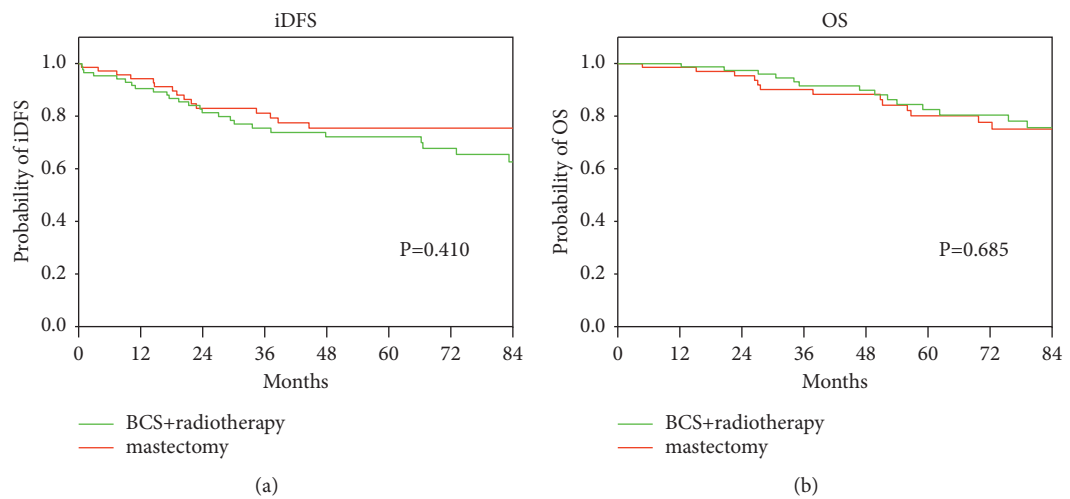 iDFS
Probability of iDFS
1.0
0.8
0.6
0.4
0.2
0.0
P=0.410
0 12 24 36 48 60 72 84
Months
BCS+radiotherapy
mastectomy
(a)
OS
Probability of OS
1.0
0.8
0.6
0.4
0.2
0.0
P=0.685
0 12 24 36 48 60 72 84
Months
BCS+radiotherapy
mastectomy
(b)